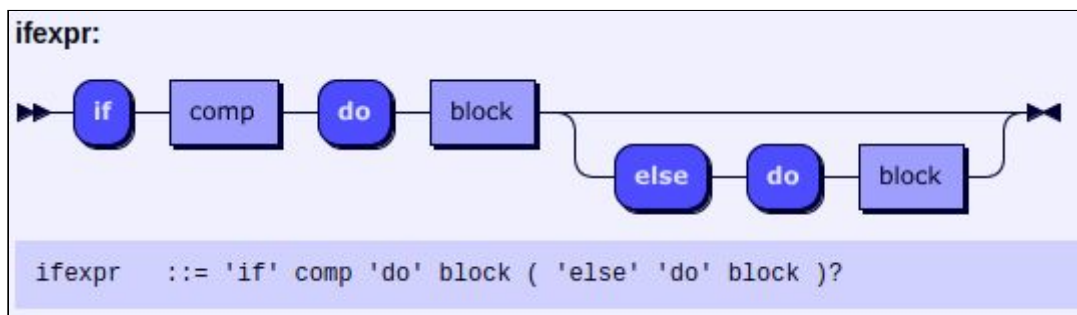 ifexpr:
if comp do block
else do block
ifexpr ::= 'if' comp 'do' block ( 'else' 'do' block )?